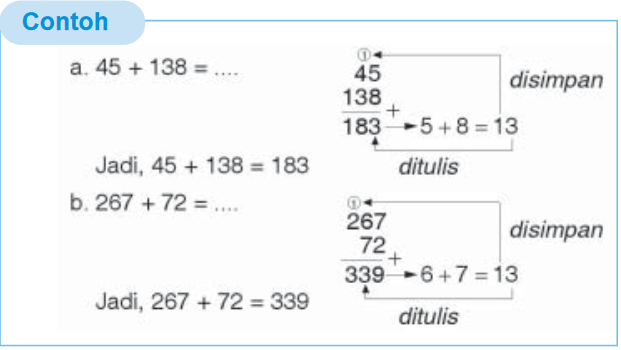 Contoh
a. 45 + 138 = ....
①
45
138
+
183 5 + 8 = 13
disimpan
ditulis
Jadi, 45 + 138 = 183
b. 267 + 72 = ....
①
267
72
+
339 6 + 7 = 13
disimpan
ditulis
Jadi, 267 + 72 = 339